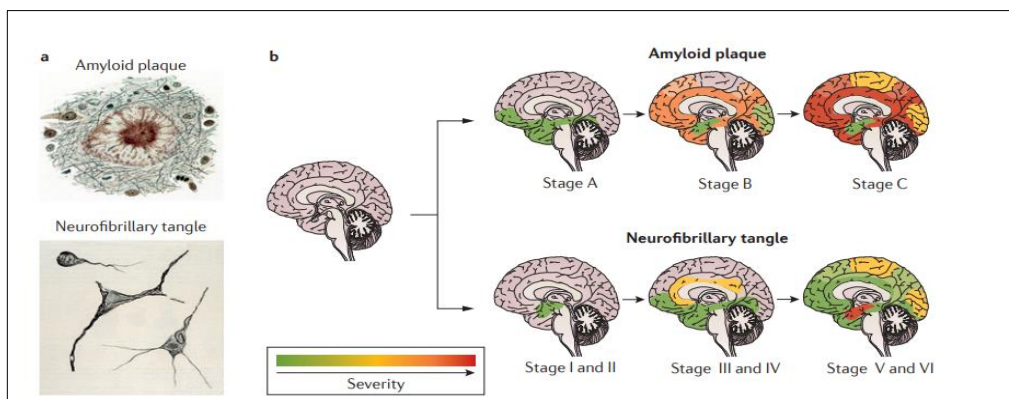 a
Amyloid plaque
Neurofibrillary tangle
b
Amyloid plaque
Stage A
Stage B
Stage C
Neurofibrillary tangle
Stage I and II
Stage III and IV
Stage V and VI
Severity